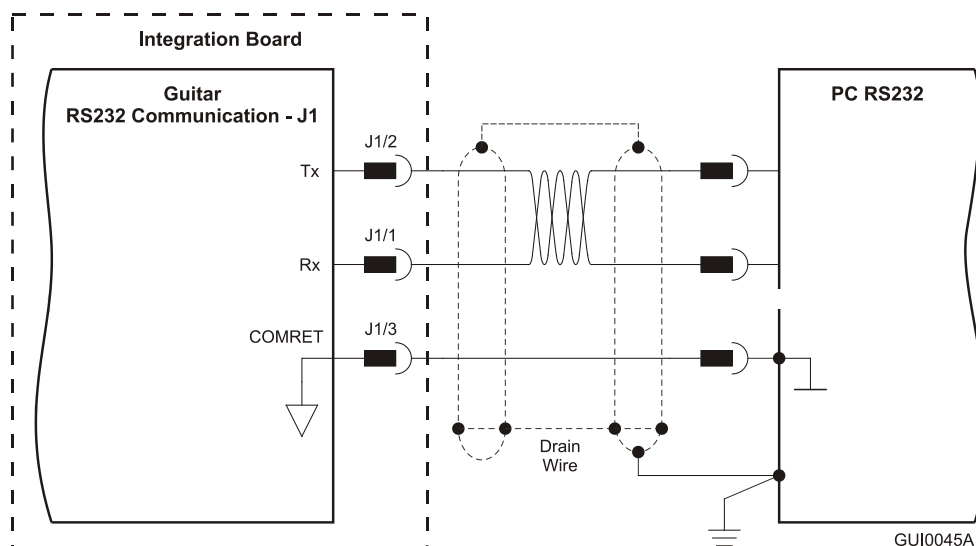 Integration Board
Guitar
RS232 Communication - J1
PC RS232
J1/2
Tx
J1/1
Rx
J1/3
COMRET
Drain
Wire
GUI0045A